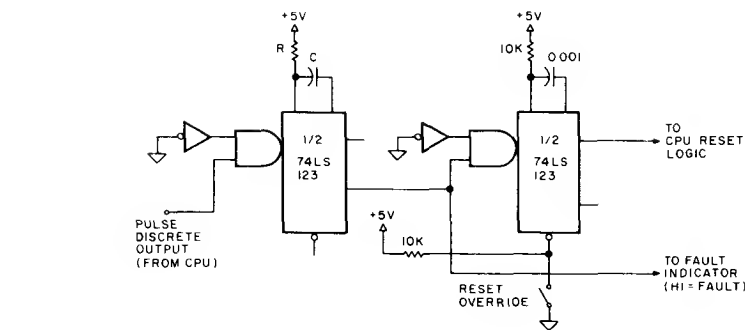 +5V
+5V
R
C
10K
0.001
1/2
74LS
123
1/2
74LS
123
TO
CPU RESET
LOGIC
PULSE
DISCRETE
OUTPUT
(FROM CPU)
+5V
10K
RESET
OVERRIDE
TO FAULT
INDICATOR
(HI = FAULT)